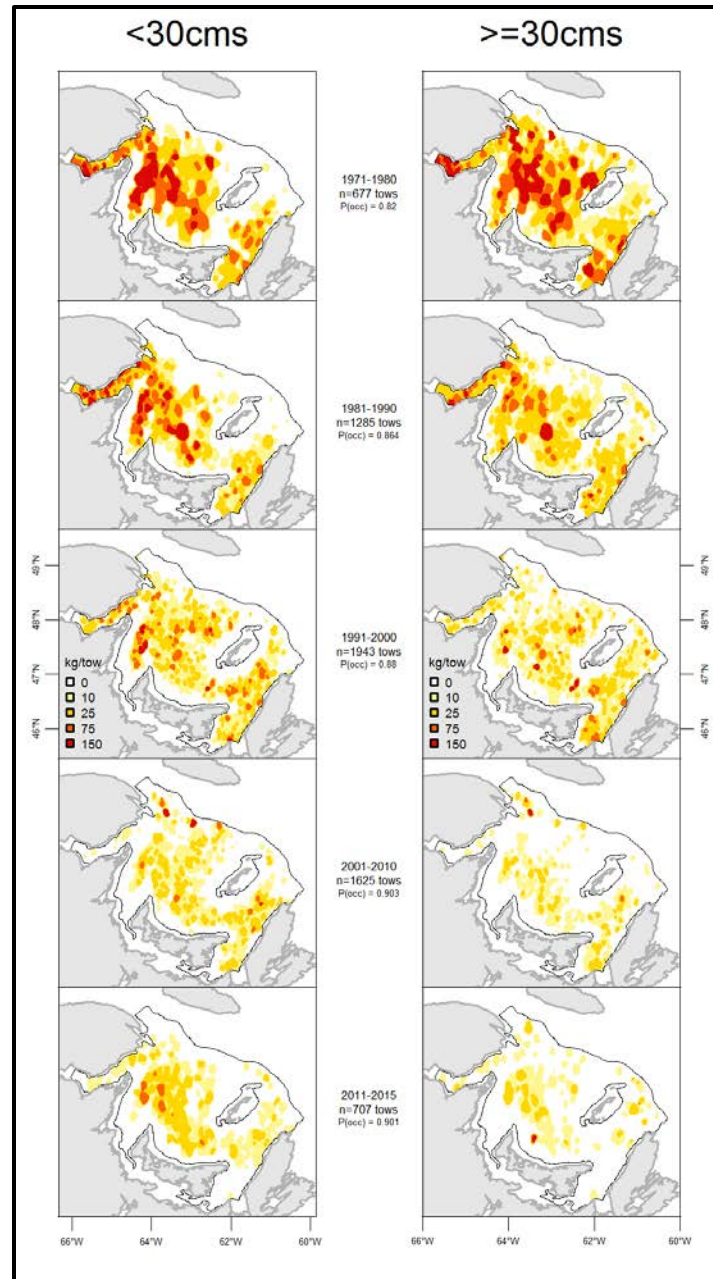 <30cms
>=30cms
1971-1980
n=677 tows
P(occ) = 0.82
1981-1990
n=1285 tows
P(occ) = 0.864
49°N
48°N
47°N
46°N
kg/tow
0
10
25
75
150
1991-2000
n=1943 tows
P(occ) = 0.88
kg/tow
0
10
25
75
150
49°N
48°N
47°N
46°N
2001-2010
n=1625 tows
P(occ) = 0.903
2011-2015
n=707 tows
P(occ) = 0.901
66°W
64°W
62°W
60°W
66°W
64°W
62°W
60°W